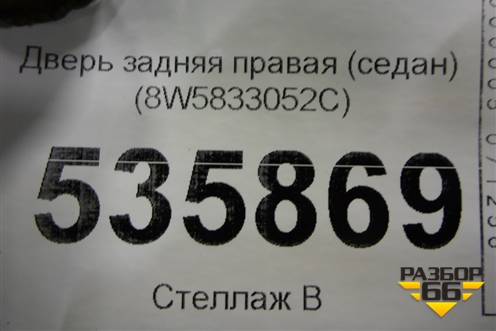 Дверь задняя правая (седан)
(8W5833052C)
535869
Стеллаж В
РАЗБОР
66